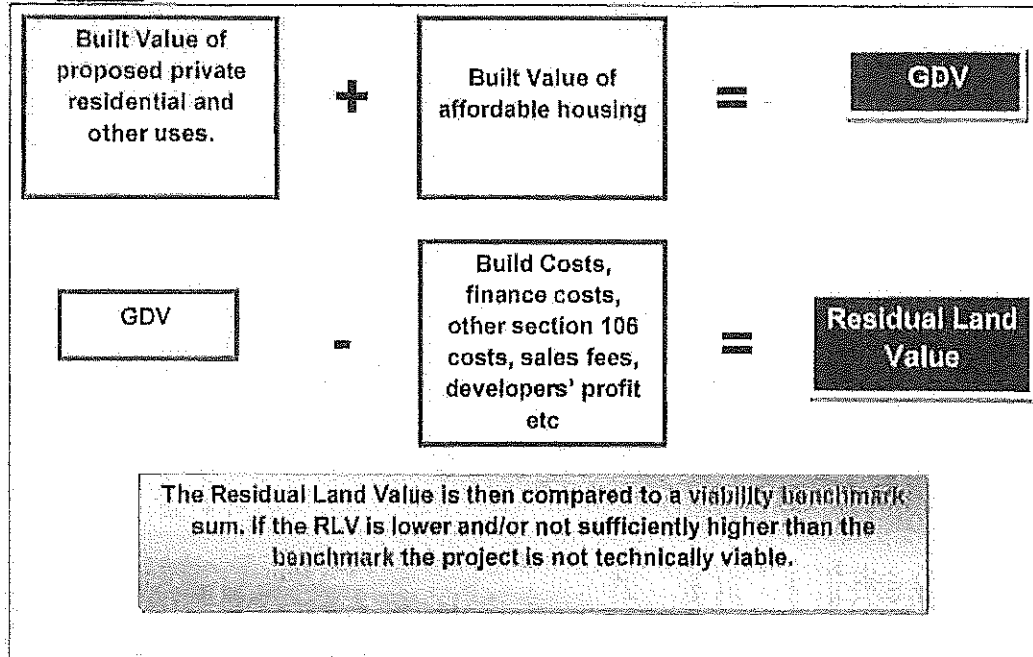 Built Value of
proposed private
residential and
other uses.
+
Built Value of
affordable housing
=
GDV
GDV
-
Build Costs,
finance costs,
other section 106
costs, sales fees,
developers' profit
etc
=
Residual Land
Value
The Residual Land Value is then compared to a viability benchmark
sum. If the RLV is lower and/or not sufficiently higher than the
benchmark the project is not technically viable.